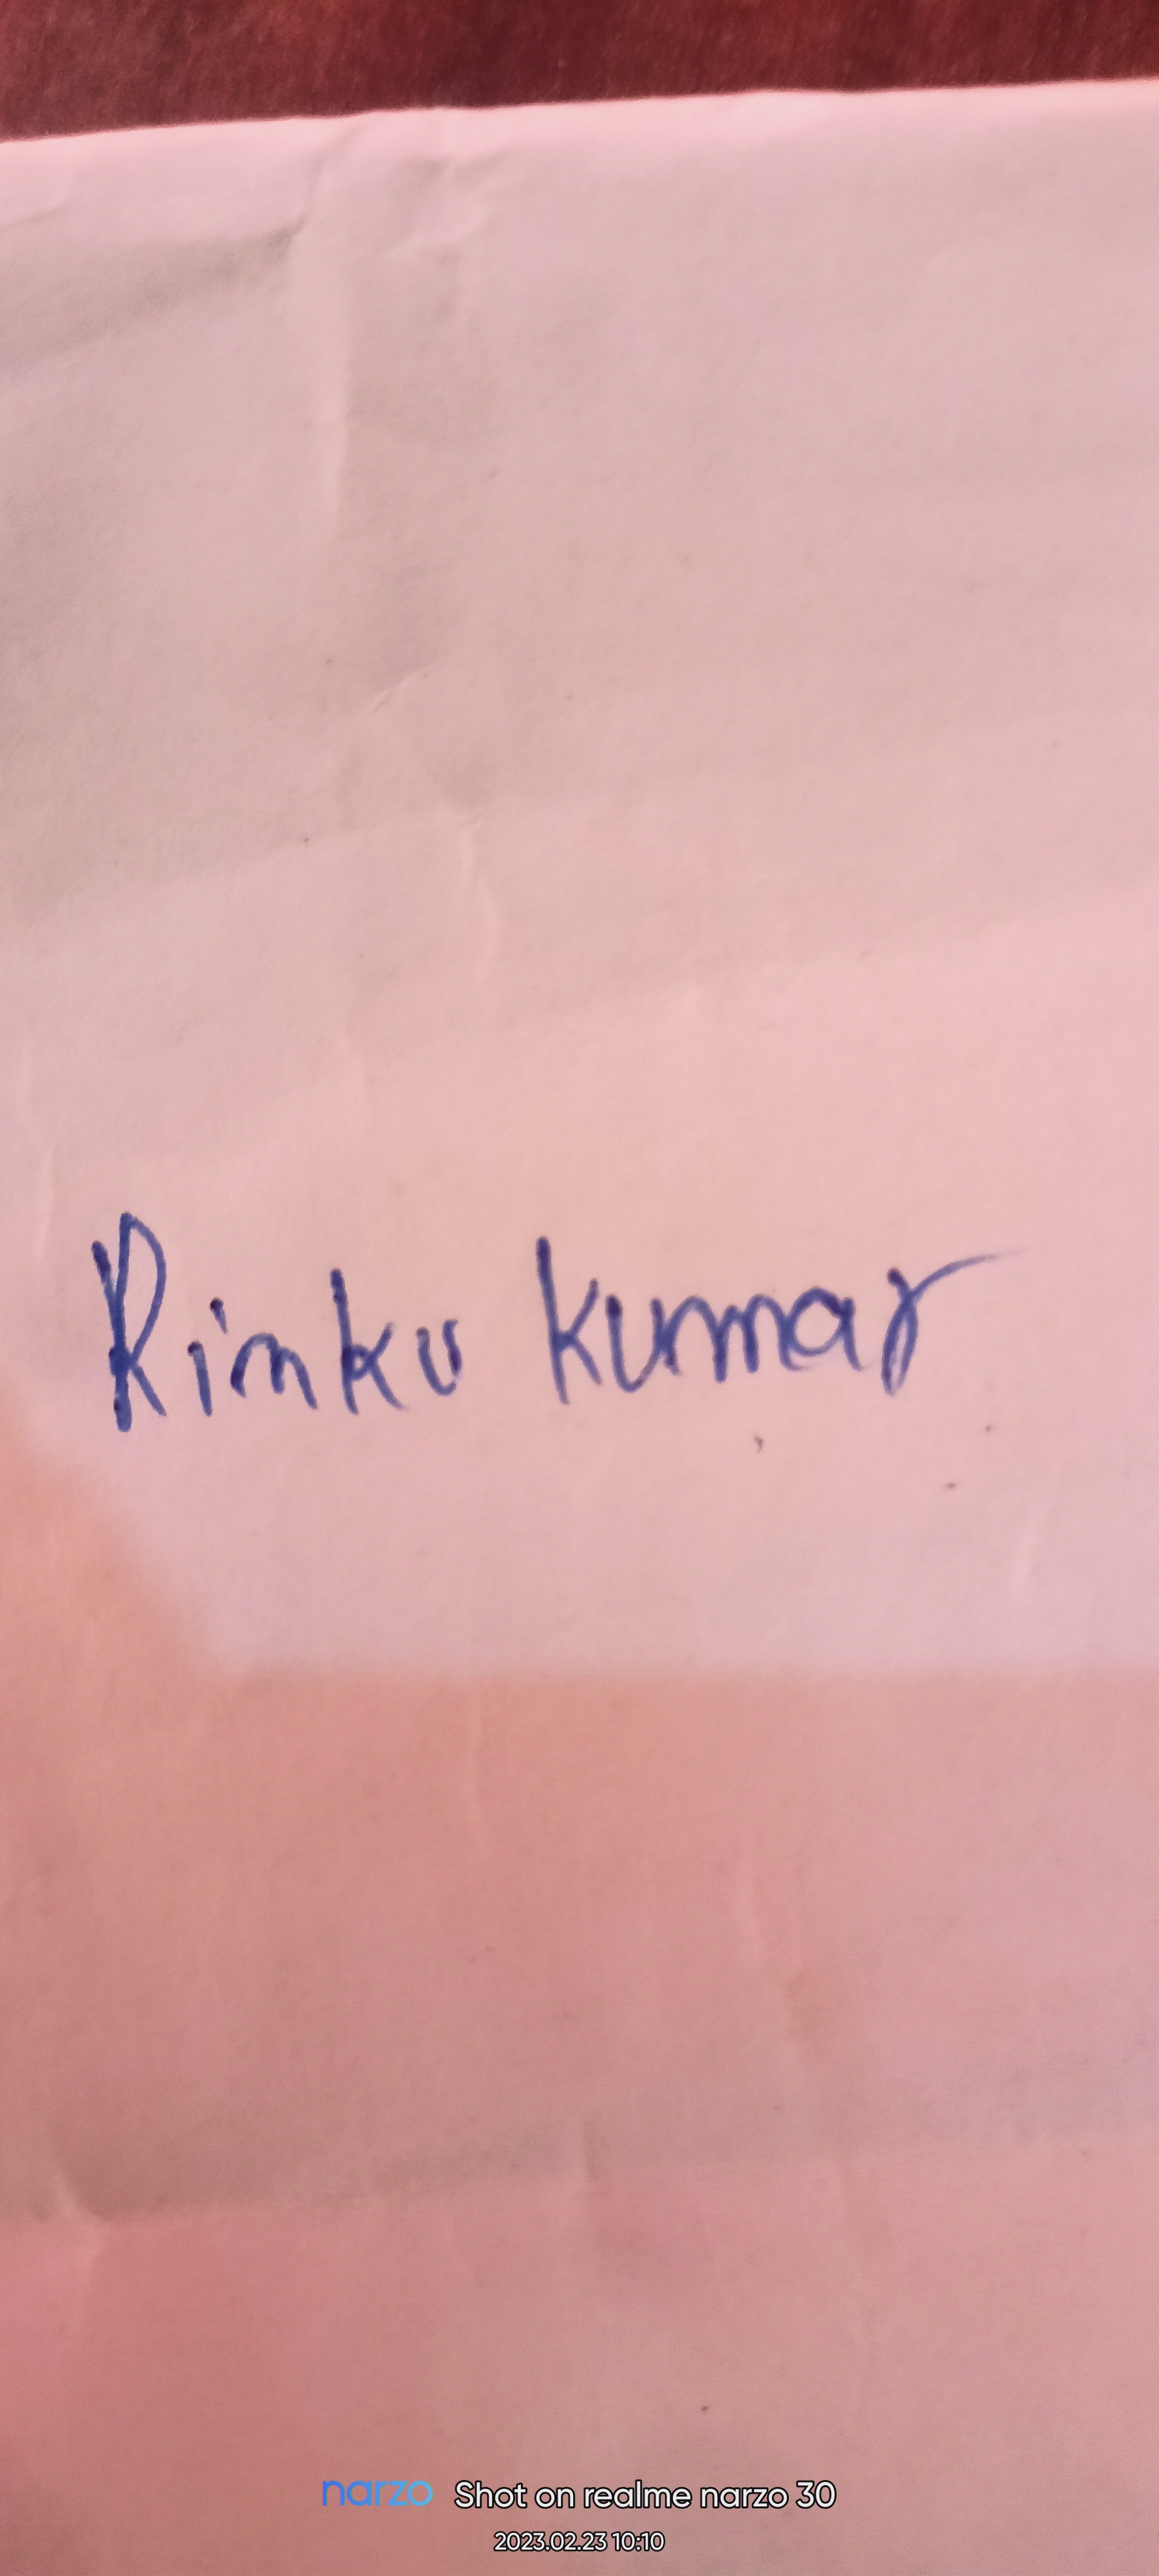 Rinku kumar
narzo Shot on realme narzo 30
2023.02.23 10:10